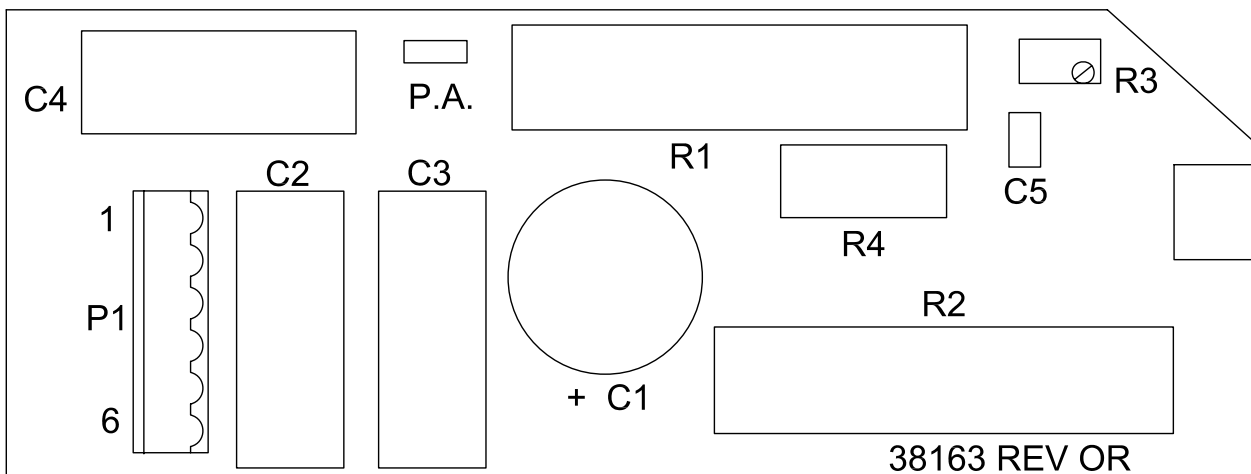 C4
P.A.
R3
R1
C2
C3
C5
1
R4
P1
R2
+ C1
6
38163 REV OR